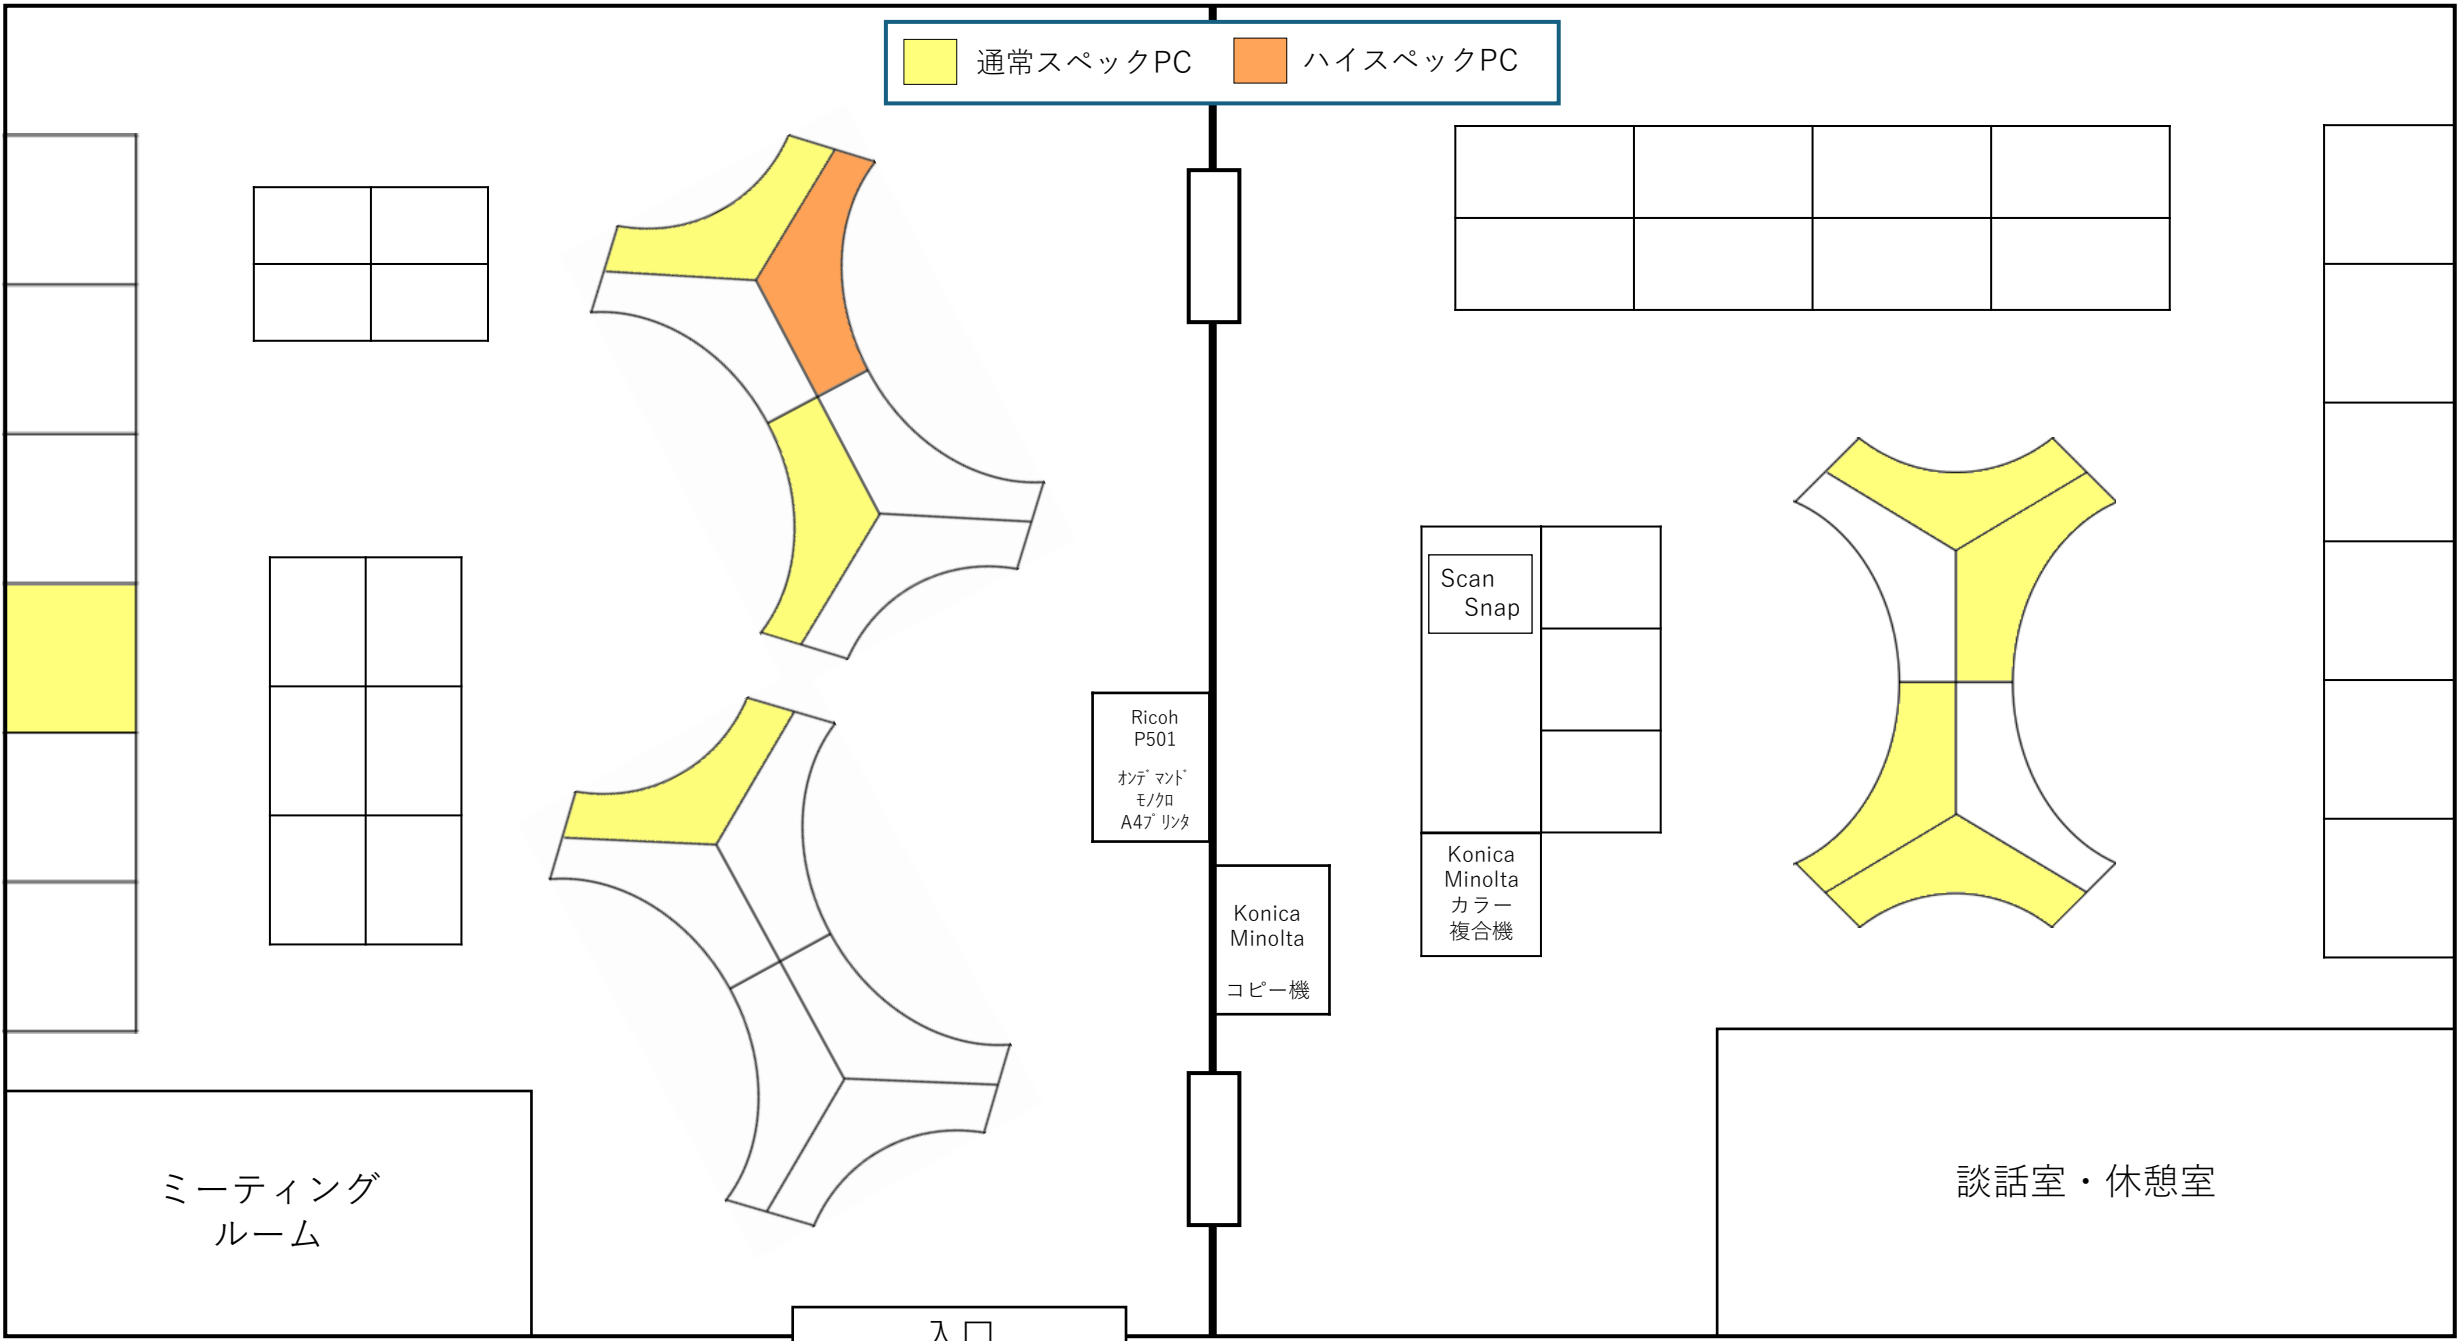 通常スペックPC
ハイスペックPC
Scan
Snap
Ricoh
P501
ｵﾝﾃﾞﾏﾝﾄﾞ
ﾓﾉｸﾛ
A4ﾌﾟﾘﾝﾀ
Konica
Minolta
カラー
複合機
Konica
Minolta
コピー機
ミーティング
ルーム
談話室・休憩室
入口